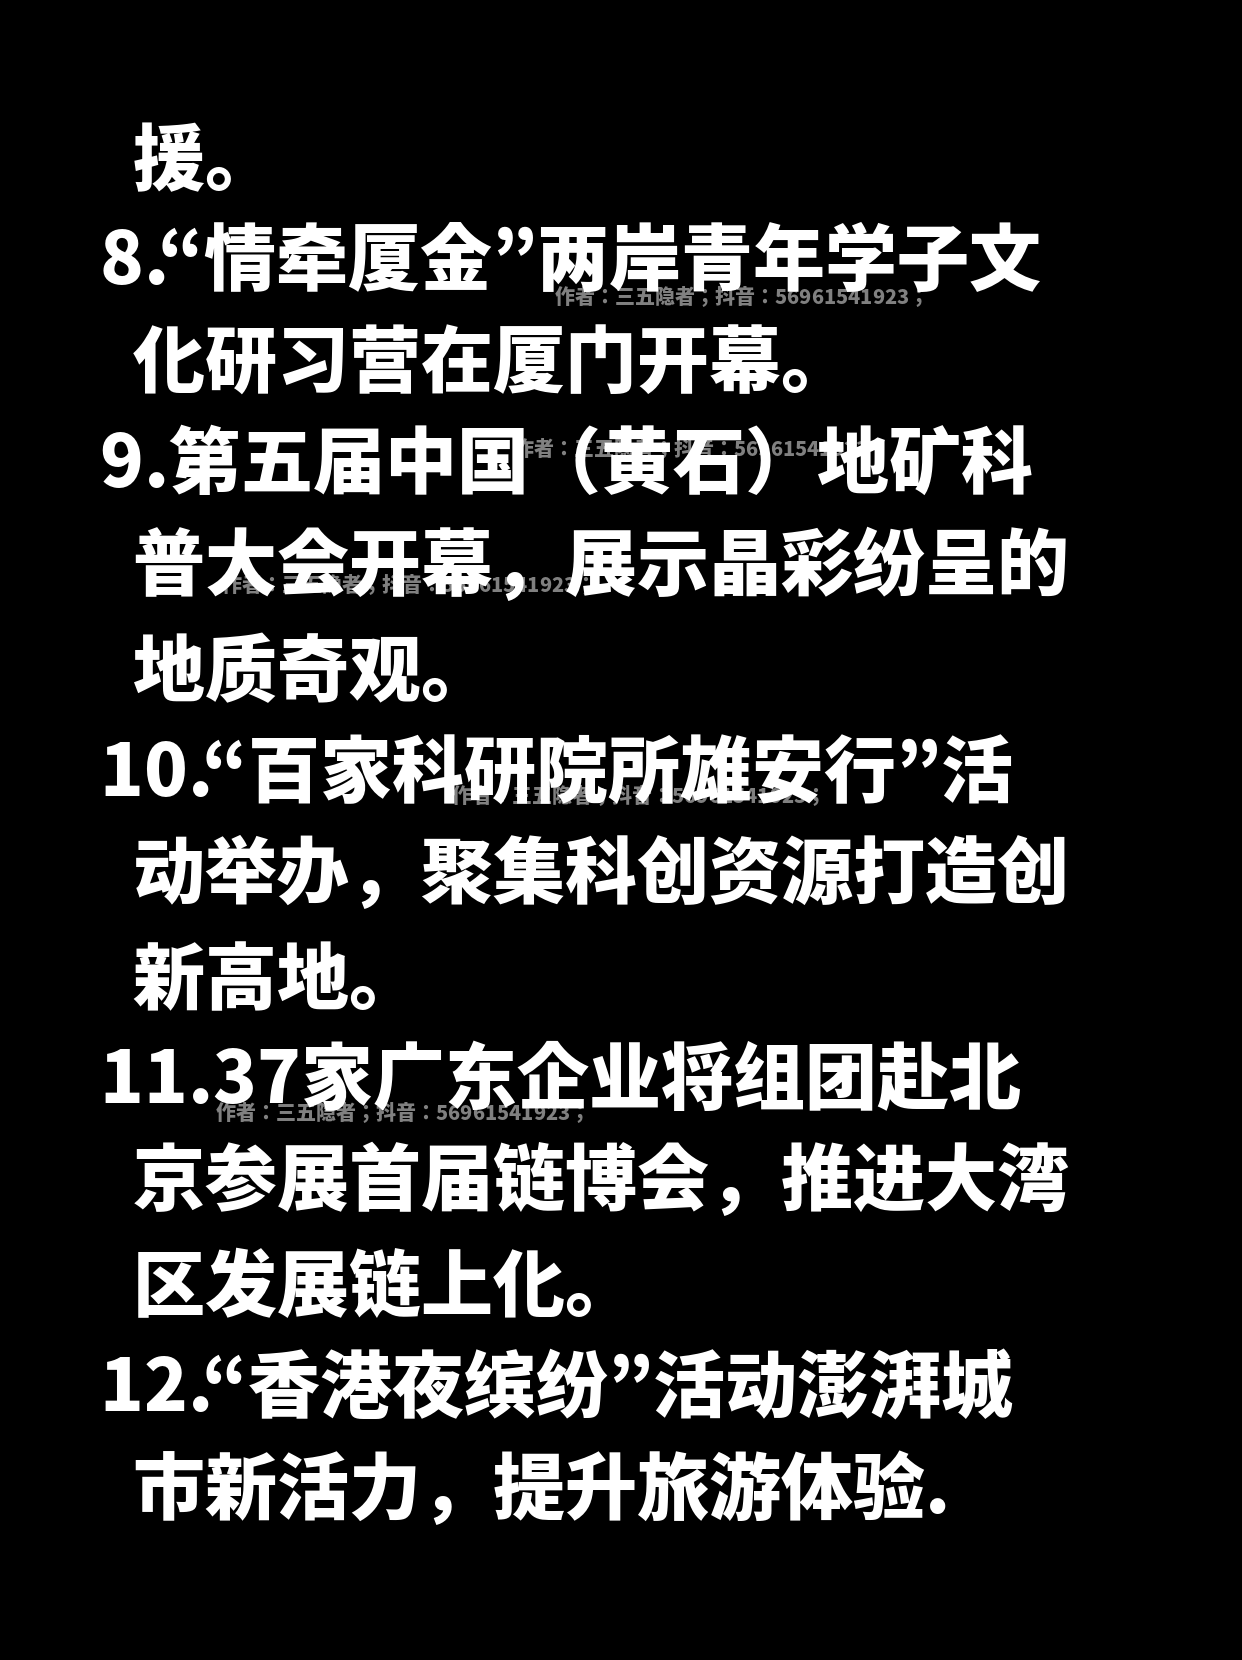 援。
8.“情牵厦金”两岸青年学子文
作者：三五隐者；抖音：56961541923；
化研习营在厦门开幕。
9.第五届中国（黄石）地矿科
普大会开幕，展示晶彩纷呈的
地质奇观。
10.“百家科研院所雄安行”活
动举办，聚集科创资源打造创
新高地。
11.37家广东企业将组团赴北
作者：三五隐者；抖音：56961541923；
京参展首届链博会，推进大湾
区发展链上化。
12.“香港夜缤纷”活动澎湃城
市新活力，提升旅游体验.